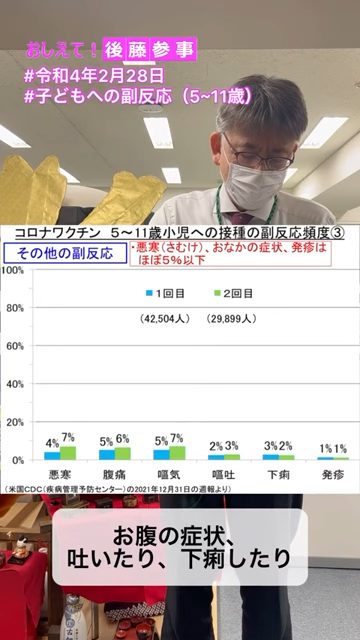 おしえて！後藤参事
#令和4年2月28日
#子どもへの副反応（5~11歳）
コロナワクチン 5～11歳小児への接種の副反応頻度③
その他の副反応
・悪寒(さむけ)、おなかの症状、発疹は
ほぼ5％以下
100%
80%
60%
40%
20%
0%
1回目
2回目
(42,504人)
(29,899人)
4% 7% 5% 6% 5% 7% 2% 3% 3% 2% 1% 1%
悪寒 腹痛 嘔気 嘔吐 下痢 発疹
(米国CDC(疾病管理予防センター)の2021年12月31日の週報より)
お腹の症状、
吐いたり、下痢したり